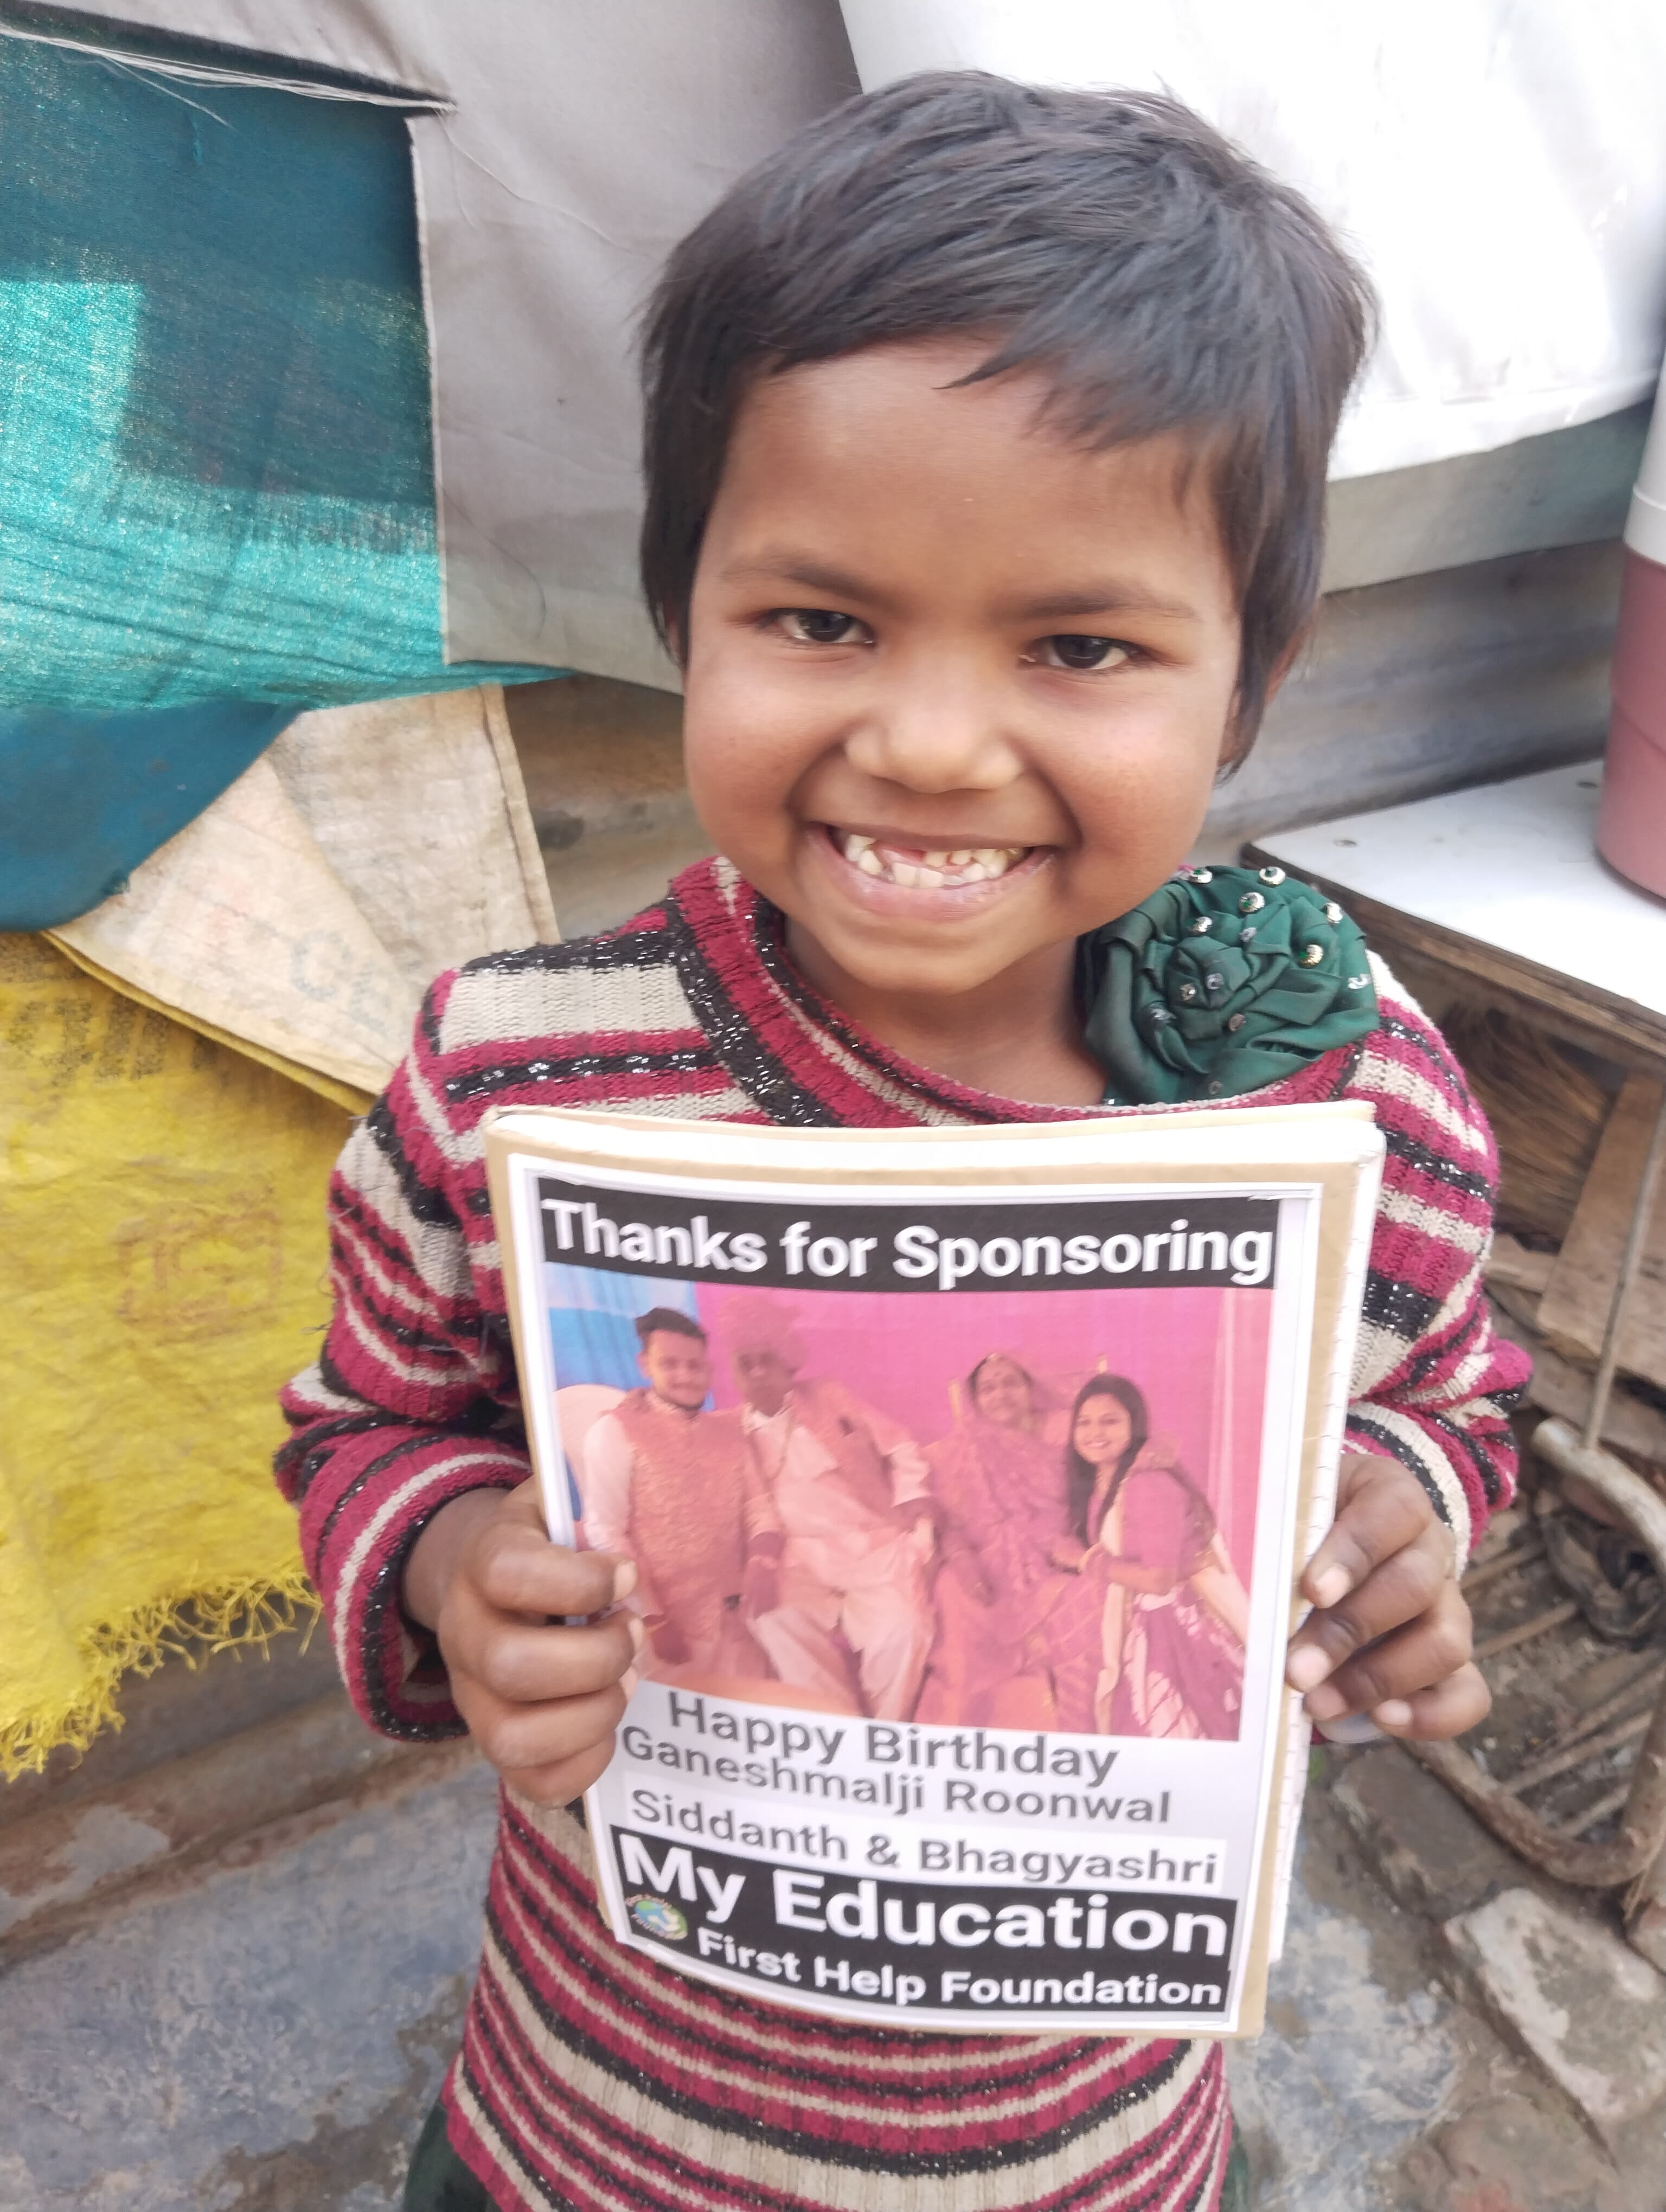 Thanks for Sponsoring
Happy Birthday
Ganeshmalji Roonwal
Siddanth & Bhagyashri
My Education
First Help Foundation